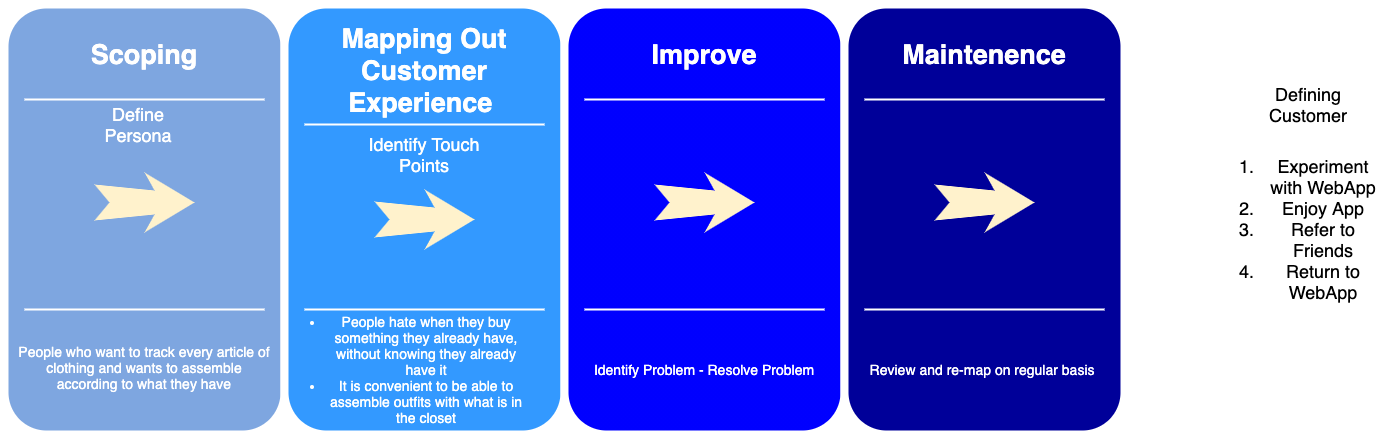 Scoping
Define
Persona
People who want to track every article of
clothing and wants to assemble
according to what they have
Mapping Out
Customer
Experience
Identify Touch
Points
• People hate when they buy
something they already have,
without knowing they already
have it
• It is convenient to be able to
assemble outfits with what is in
the closet
Improve
Identify Problem - Resolve Problem
Maintenence
Review and re-map on regular basis
Defining
Customer
1. Experiment
with WebApp
2. Enjoy App
3. Refer to
Friends
4. Return to
WebApp